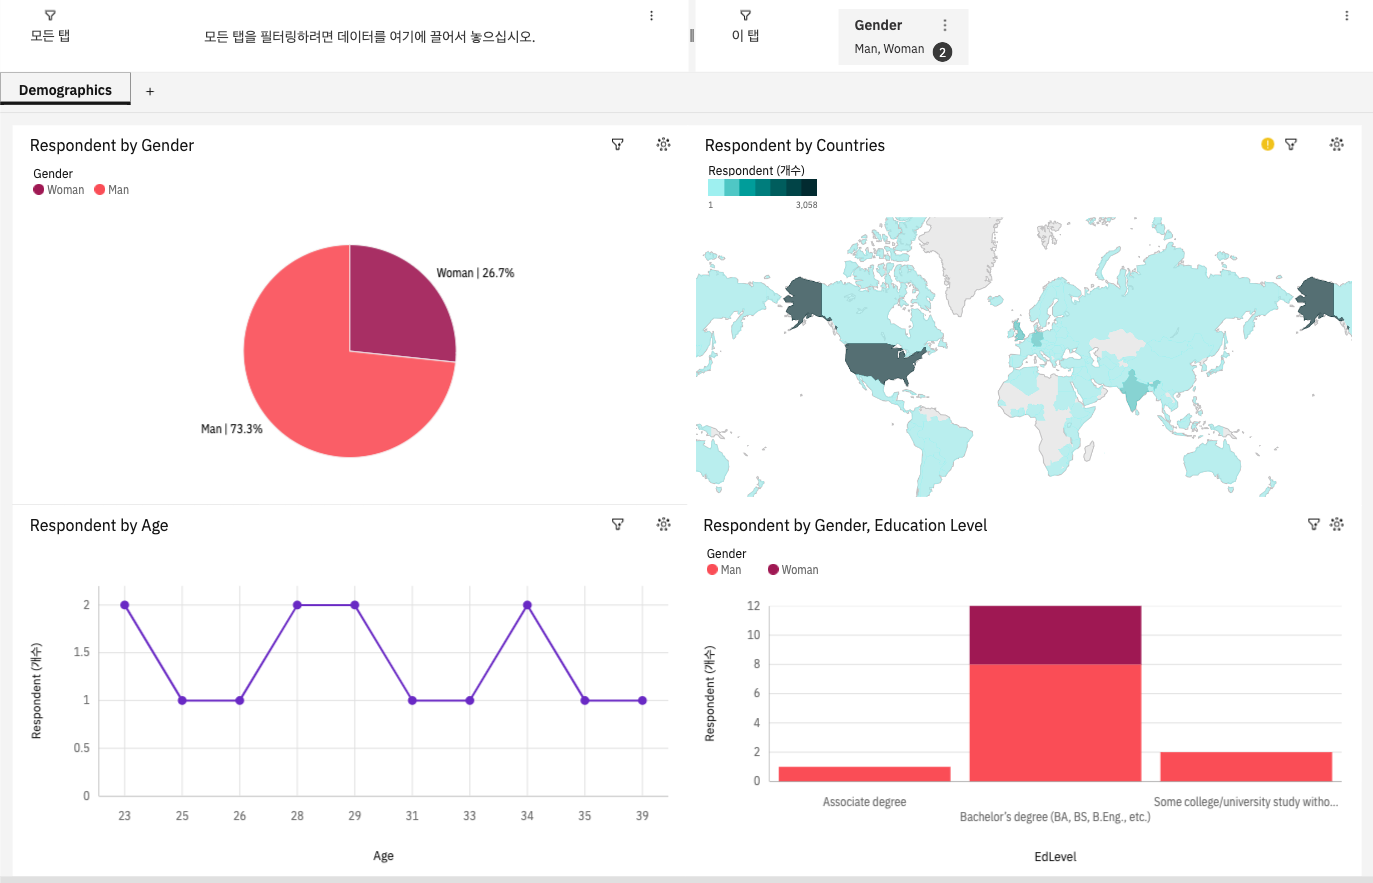 모든 탭
모든 탭을 필터링하려면 데이터를 여기에 끌어서 놓으십시오.
이 탭
Gender
Man, Woman 2
Demographics +
Respondent by Gender
Gender
Woman Man
Woman | 26.7%
Man | 73.3%
Respondent by Countries
Respondent (개수)
1 3,058
Respondent by Age
Respondent (개수)
2
1.5
1
0.5
0
23 25 26 28 29 31 33 34 35 39
Age
Respondent by Gender, Education Level
Gender
Man Woman
Respondent (개수)
12
10
8
6
4
2
0
Associate degree
Bachelor's degree (BA, BS, B.Eng., etc.)
Some college/university study witho...
EdLevel